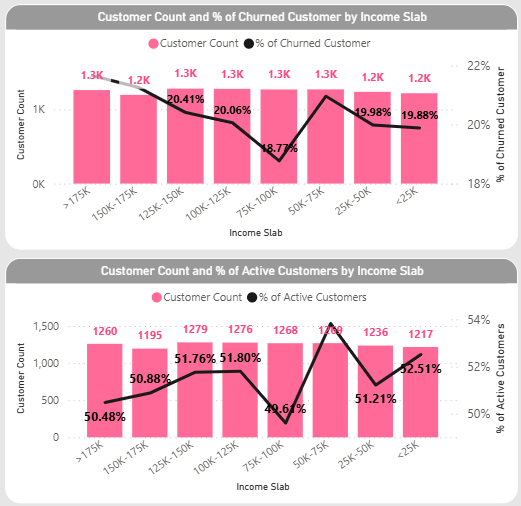 Customer Count and % of Churned Customer by Income Slab
Customer Count % of Churned Customer
1.3K 1.2K 1.3K 1.3K 1.3K 1.3K 1.2K 1.2K
20.41% 20.06% 18.77% 19.98% 19.88%
22%
20%
18%
1K
0K
Customer Count
% of Churned Customer
>175K 150K-175K 125K-150K 100K-125K 75K-100K 50K-75K 25K-50K <25K
Income Slab
Customer Count and % of Active Customers by Income Slab
Customer Count % of Active Customers
1260 1195 1279 1276 1268 1269 1236 1217
50.48% 50.88% 51.76% 51.80% 49.61% 51.21% 52.51%
1,500
1,000
500
0
54%
52%
50%
Customer Count
% of Active Customers
>175K 150K-175K 125K-150K 100K-125K 75K-100K 50K-75K 25K-50K <25K
Income Slab